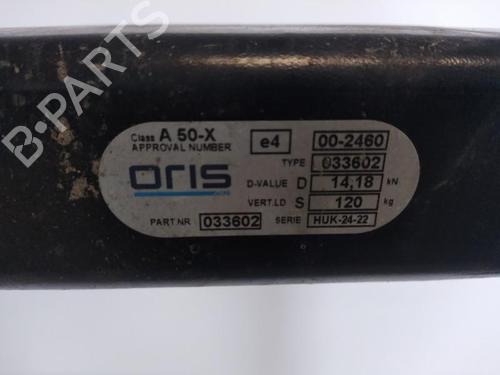 B-PARTS
Class A 50-X
APPROVAL NUMBER e4 00-2460
TYPE 033602
ORIS
D-VALUE D 14,18 kN
VERT.LD S 120 kg
PART NR 033602 SERIE HUK-24-22